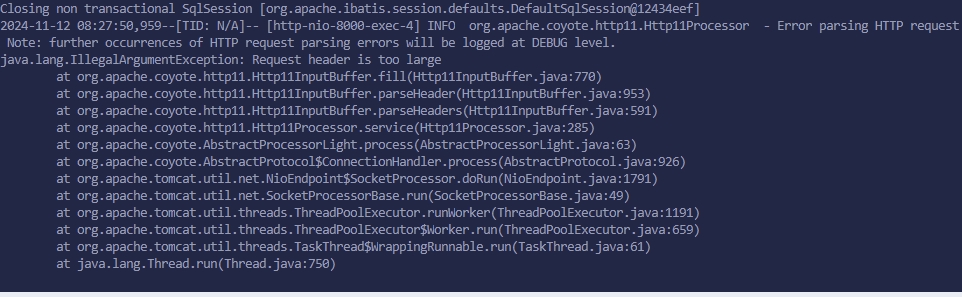 Closing non transactional SqlSession [org.apache.ibatis.session.defaults.DefaultSqlSession@12434eef]
2024-11-12 08:27:50,959--[TID: N/A]-- [http-nio-8000-exec-4] INFO  org.apache.coyote.http11.Http11Processor  - Error parsing HTTP request
 Note: further occurrences of HTTP request parsing errors will be logged at DEBUG level.
java.lang.IllegalArgumentException: Request header is too large
        at org.apache.coyote.http11.Http11InputBuffer.fill(Http11InputBuffer.java:770)
        at org.apache.coyote.http11.Http11InputBuffer.parseHeader(Http11InputBuffer.java:953)
        at org.apache.coyote.http11.Http11InputBuffer.parseHeaders(Http11InputBuffer.java:591)
        at org.apache.coyote.http11.Http11Processor.service(Http11Processor.java:285)
        at org.apache.coyote.AbstractProcessorLight.process(AbstractProcessorLight.java:63)
        at org.apache.coyote.AbstractProtocol$ConnectionHandler.process(AbstractProtocol.java:926)
        at org.apache.tomcat.util.net.NioEndpoint$SocketProcessor.doRun(NioEndpoint.java:1791)
        at org.apache.tomcat.util.net.SocketProcessorBase.run(SocketProcessorBase.java:49)
        at org.apache.tomcat.util.threads.ThreadPoolExecutor.runWorker(ThreadPoolExecutor.java:1191)
        at org.apache.tomcat.util.threads.ThreadPoolExecutor$Worker.run(ThreadPoolExecutor.java:659)
        at org.apache.tomcat.util.threads.TaskThread$WrappingRunnable.run(TaskThread.java:61)
        at java.lang.Thread.run(Thread.java:750)